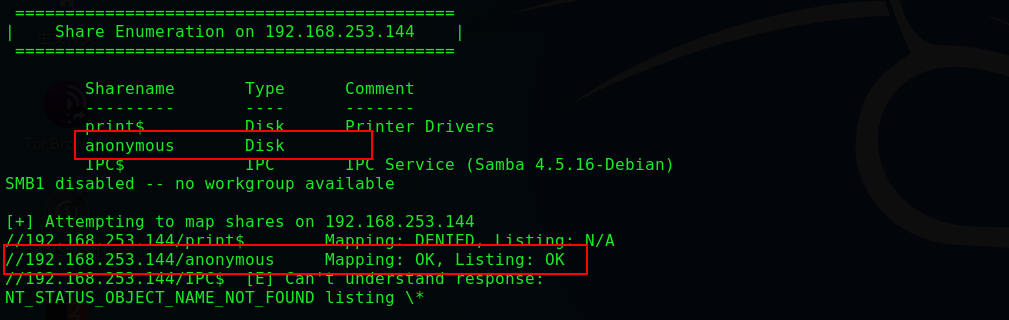 ============================================
|    Share Enumeration on 192.168.253.144    |
============================================
Sharename       Type      Comment
---------       ----      -------
print$          Disk      Printer Drivers
anonymous       Disk
IPC$            IPC       IPC Service (Samba 4.5.16-Debian)
SMB1 disabled -- no workgroup available
[+] Attempting to map shares on 192.168.253.144
//192.168.253.144/print$        Mapping: DENIED, Listing: N/A
//192.168.253.144/anonymous     Mapping: OK, Listing: OK
//192.168.253.144/IPC$  [E] Can't understand response:
NT_STATUS_OBJECT_NAME_NOT_FOUND listing \*